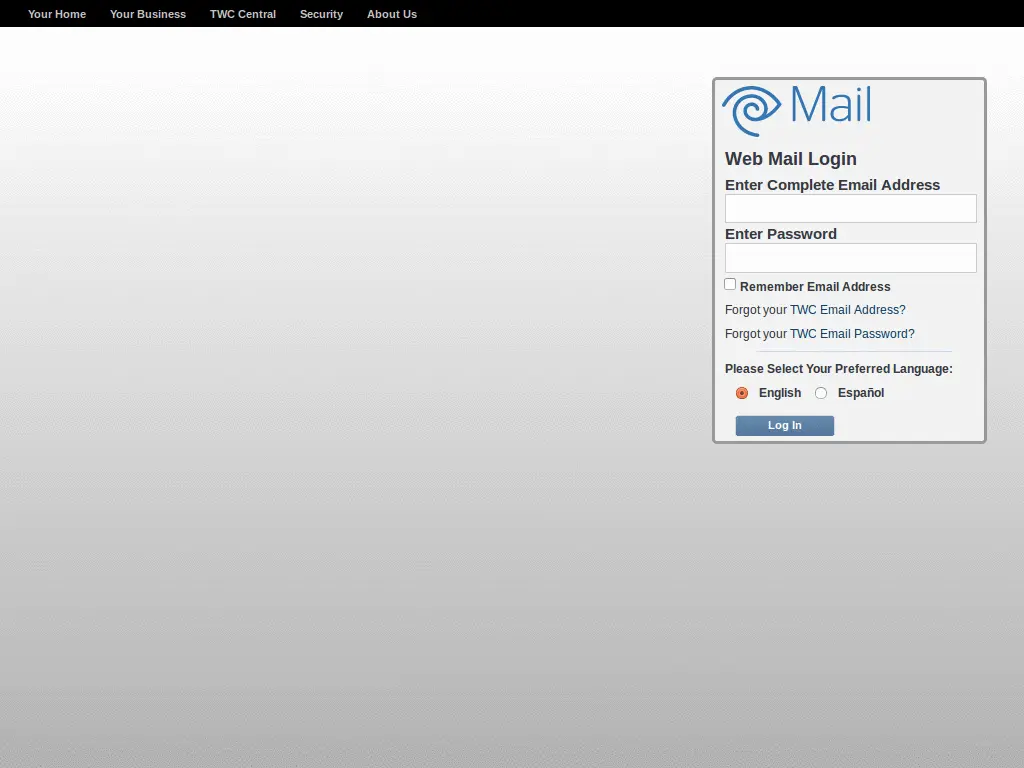 Your Home Your Business TWC Central Security About Us
Mail
Web Mail Login
Enter Complete Email Address
Enter Password
Remember Email Address
Forgot your TWC Email Address?
Forgot your TWC Email Password?
Please Select Your Preferred Language:
English Español
Log In